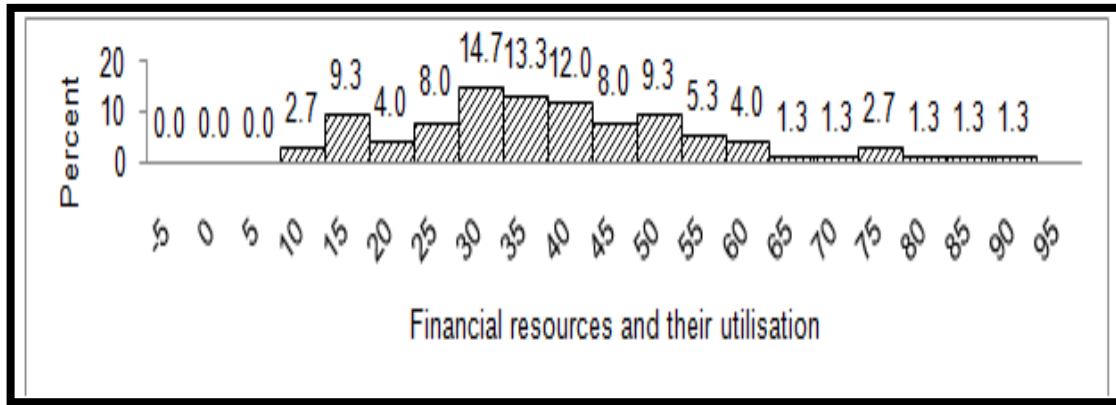 20
10
0
Percent
0.0 0.0 0.0 2.7 9.3 4.0 8.0 14.7 13.3 12.0 8.0 9.3 5.3 4.0 1.3 1.3 2.7 1.3 1.3 1.3
-5 0 5 10 15 20 25 30 35 40 45 50 55 60 65 70 75 80 85 90 95
Financial resources and their utilisation